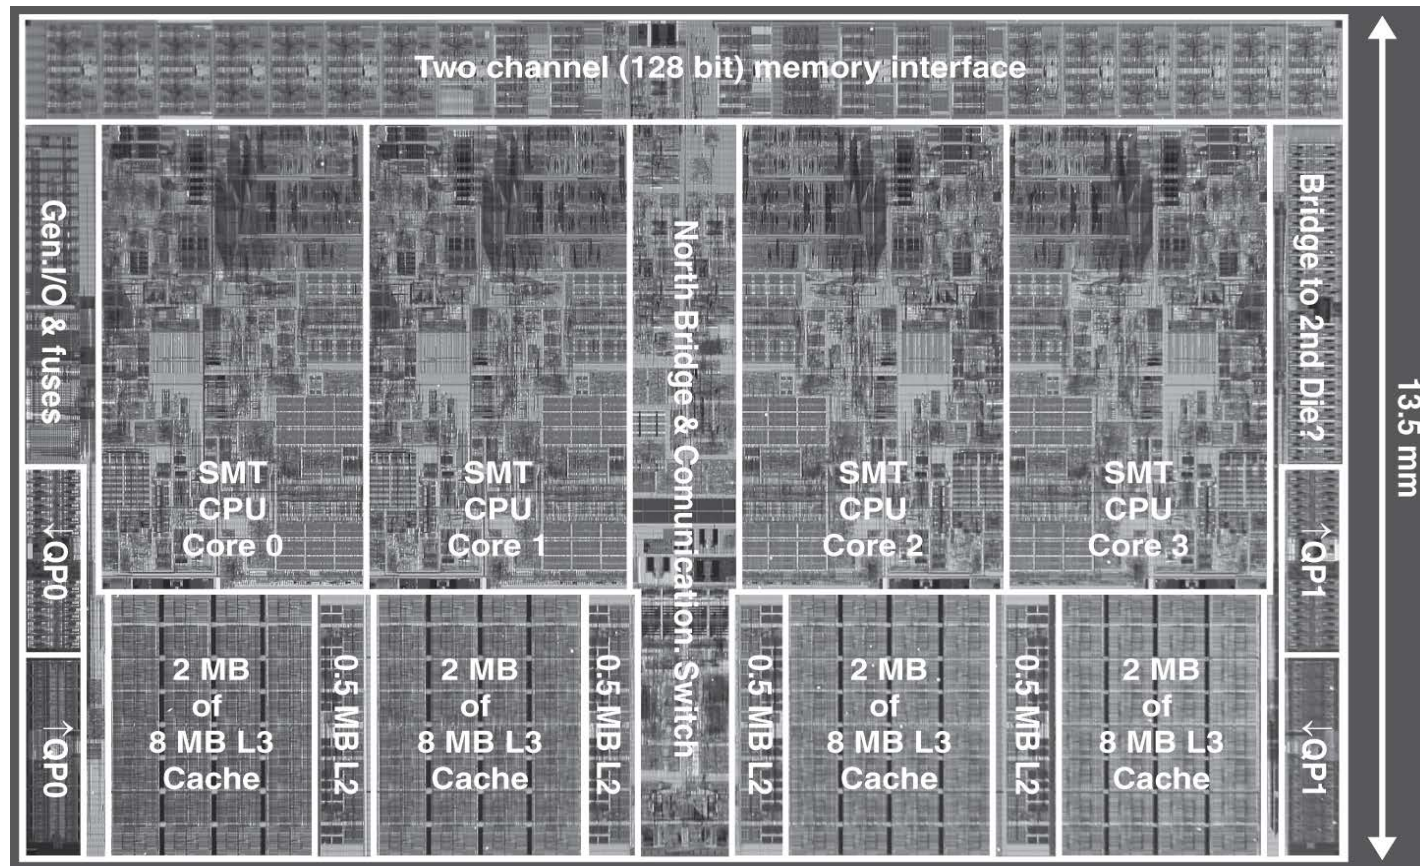 Two channel (128 bit) memory interface
Gen.I/O & fuses
SMT
CPU
Core 0
SMT
CPU
Core 1
North Bridge & Comunication. Switch
SMT
CPU
Core 2
SMT
CPU
Core 3
Bridge to 2nd Die?
13.5 mm
↓QP0
↑QP0
2 MB
of
8 MB L3
Cache
0.5 MB L2
2 MB
of
8 MB L3
Cache
0.5 MB L2
0.5 MB L2
2 MB
of
8 MB L3
Cache
0.5 MB L2
2 MB
of
8 MB L3
Cache
↑QP1
↓QP1